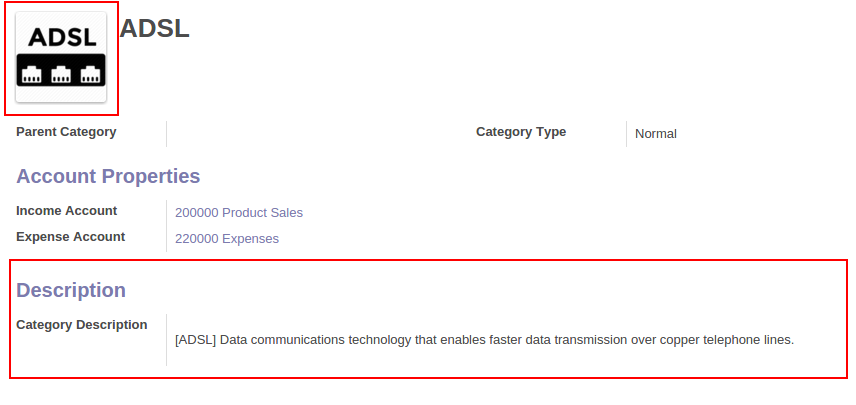 ADSL
ADSL
Parent Category
Category Type Normal
Account Properties
Income Account 200000 Product Sales
Expense Account 220000 Expenses
Description
Category Description
[ADSL] Data communications technology that enables faster data transmission over copper telephone lines.